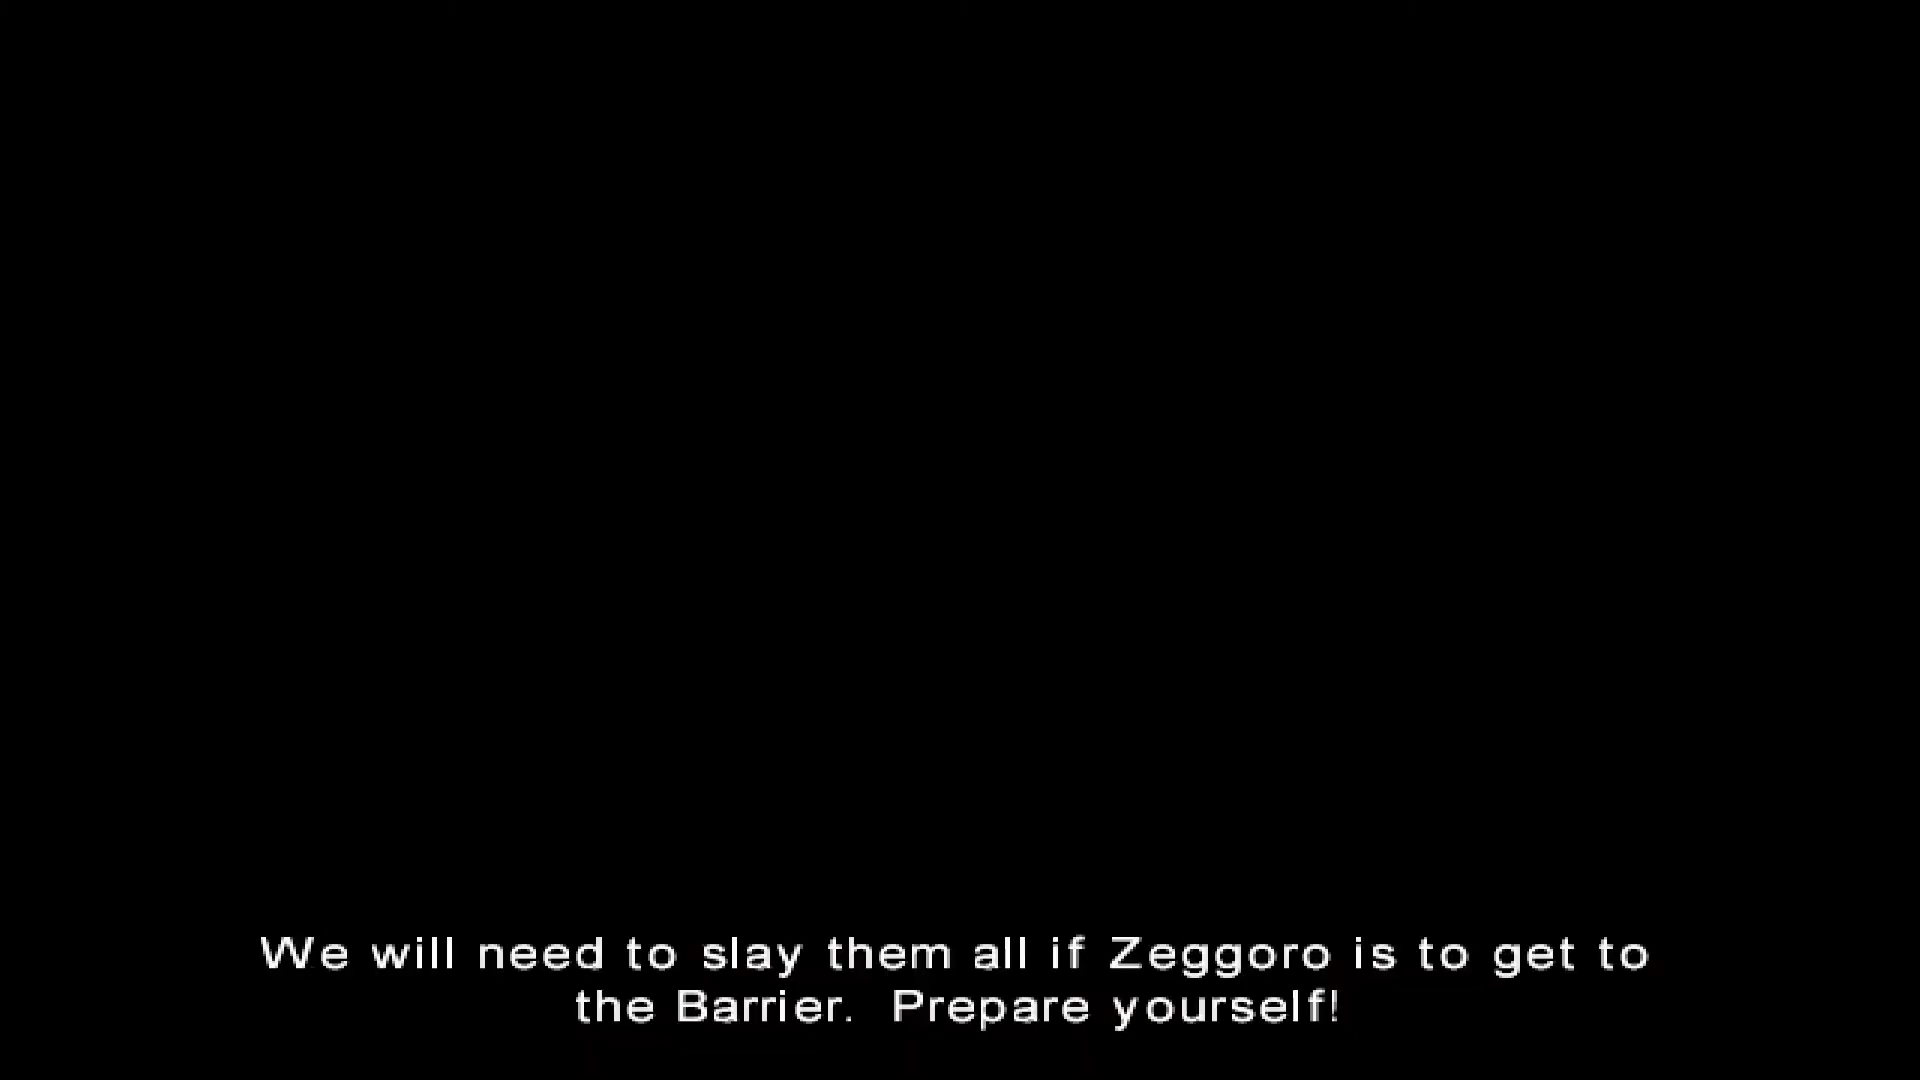 We will need to slay them all if Zeggoro is to get to
the Barrier.  Prepare yourself!